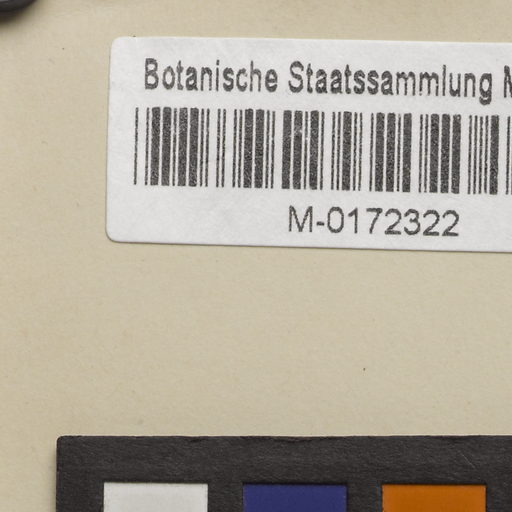 Botanische Staatssammlung M
M-0172322